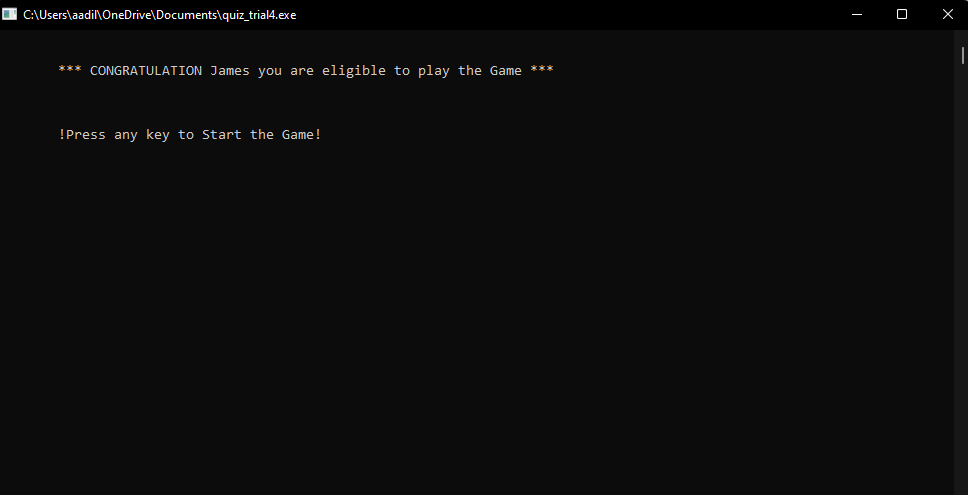 C:\Users\aadil\OneDrive\Documents\quiz_trial4.exe
*** CONGRATULATION James you are eligible to play the Game ***
!Press any key to Start the Game!